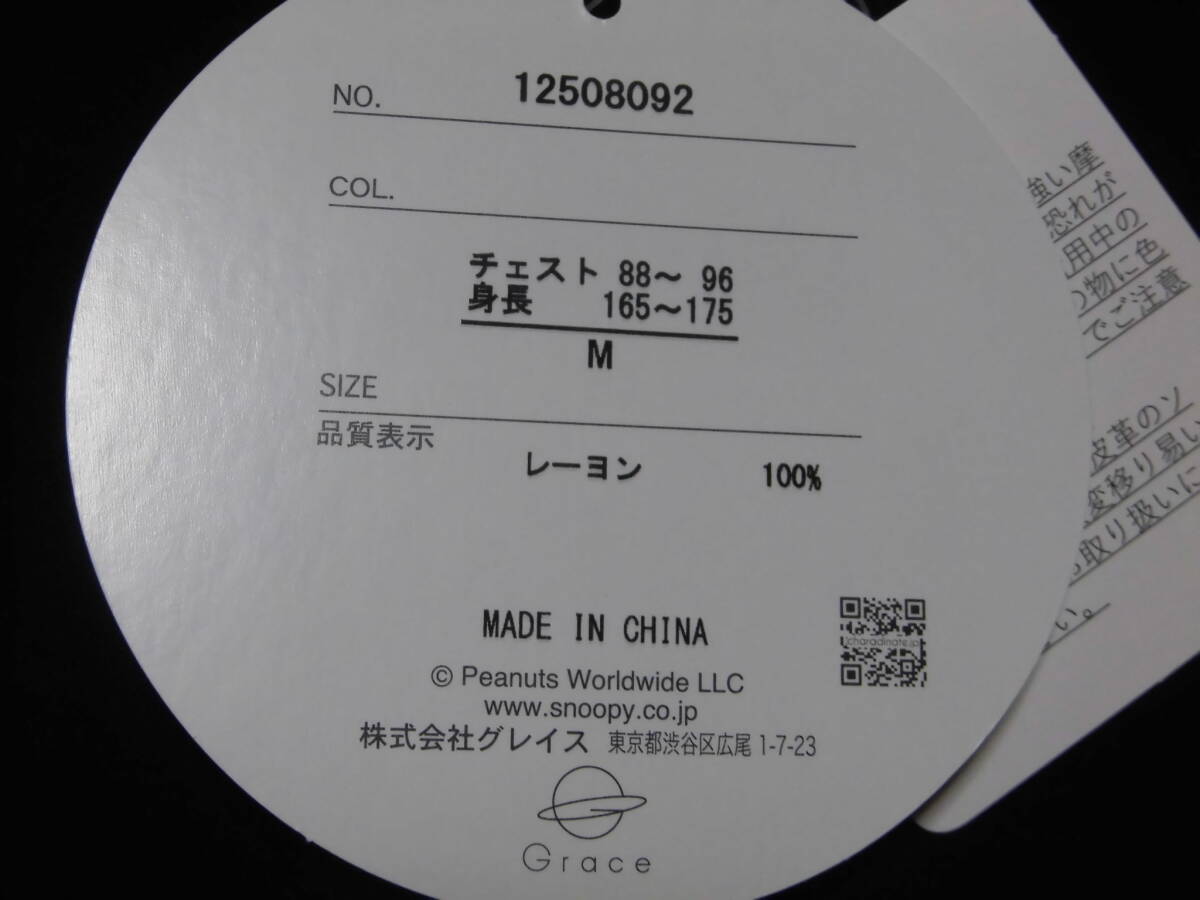 NO. 12508092
COL.
チェスト 88〜 96
身長 165〜175
M
SIZE
品質表示
レーヨン 100%
MADE IN CHINA
© Peanuts Worldwide LLC
www.snoopy.co.jp
株式会社グレイス 東京都渋谷区広尾 1-7-23
Grace
強い摩
恐れが
用中の
の物に色
でご注意
皮革のソ
変移り易い
取り扱いに
い。